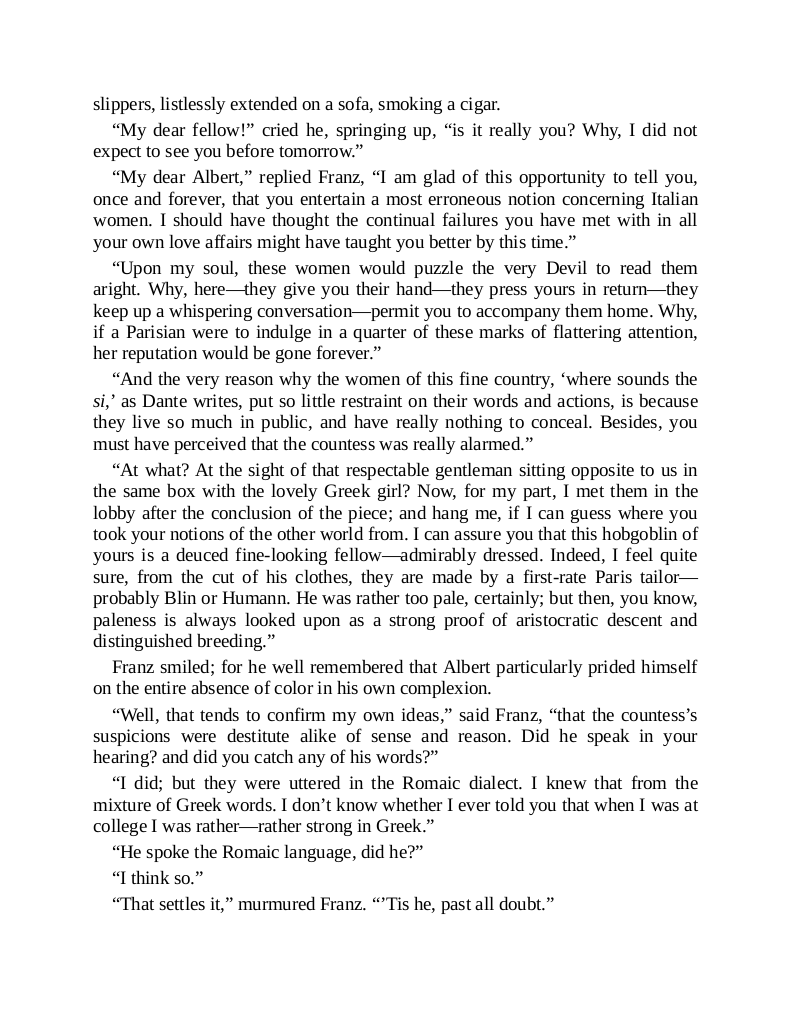 slippers, listlessly extended on a sofa, smoking a cigar.
“My dear fellow!” cried he, springing up, “is it really you? Why, I did not
expect to see you before tomorrow.”
“My dear Albert,” replied Franz, “I am glad of this opportunity to tell you,
once and forever, that you entertain a most erroneous notion concerning Italian
women. I should have thought the continual failures you have met with in all
your own love affairs might have taught you better by this time.”
“Upon my soul, these women would puzzle the very Devil to read them
aright. Why, here—they give you their hand—they press yours in return—they
keep up a whispering conversation—permit you to accompany them home. Why,
if a Parisian were to indulge in a quarter of these marks of flattering attention,
her reputation would be gone forever.”
“And the very reason why the women of this fine country, ‘where sounds the
si,’ as Dante writes, put so little restraint on their words and actions, is because
they live so much in public, and have really nothing to conceal. Besides, you
must have perceived that the countess was really alarmed.”
“At what? At the sight of that respectable gentleman sitting opposite to us in
the same box with the lovely Greek girl? Now, for my part, I met them in the
lobby after the conclusion of the piece; and hang me, if I can guess where you
took your notions of the other world from. I can assure you that this hobgoblin of
yours is a deuced fine-looking fellow—admirably dressed. Indeed, I feel quite
sure, from the cut of his clothes, they are made by a first-rate Paris tailor—
probably Blin or Humann. He was rather too pale, certainly; but then, you know,
paleness is always looked upon as a strong proof of aristocratic descent and
distinguished breeding.”
Franz smiled; for he well remembered that Albert particularly prided himself
on the entire absence of color in his own complexion.
“Well, that tends to confirm my own ideas,” said Franz, “that the countess’s
suspicions were destitute alike of sense and reason. Did he speak in your
hearing? and did you catch any of his words?”
“I did; but they were uttered in the Romaic dialect. I knew that from the
mixture of Greek words. I don’t know whether I ever told you that when I was at
college I was rather—rather strong in Greek.”
“He spoke the Romaic language, did he?”
“I think so.”
“That settles it,” murmured Franz. “’Tis he, past all doubt.”